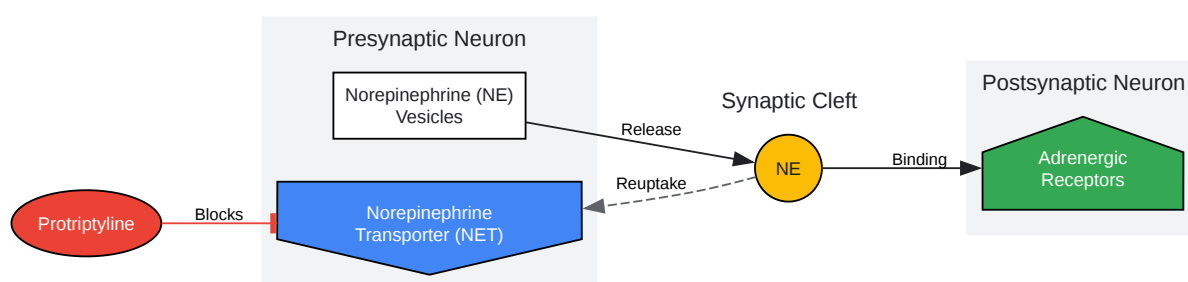 Presynaptic Neuron
Norepinephrine (NE)
Vesicles
Release
Synaptic Cleft
NE
Binding
Postsynaptic Neuron
Adrenergic
Receptors
Reuptake
Protriptyline
Blocks
Norepinephrine
Transporter (NET)